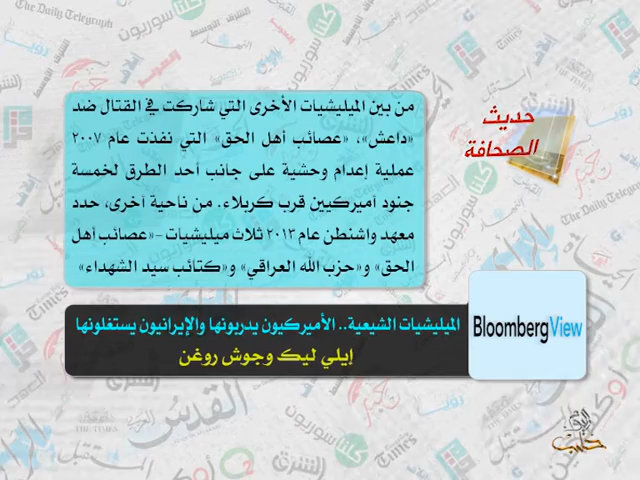 حديث
الصحافة
من بين الميليشيات الأخرى التي شاركت في القتال ضد
«داعش»، «عصائب أهل الحق» التي نفذت عام ٢٠٠٧
عملية إعدام وحشية على جانب أحد الطرق لخمسة
جنود أميركيين قرب كربلاء. من ناحية أخرى، حدد
معهد واشنطن عام ٢٠١٣ ثلاث ميليشيات -«عصائب أهل
الحق» و«حزب الله العراقي» و«كتائب سيد الشهداء»
الميليشيات الشيعية.. الأميركيون يدربونها والإيرانيون يستغلونها
إيلي ليك وجوش روغن
BloombergView
حلب اليوم